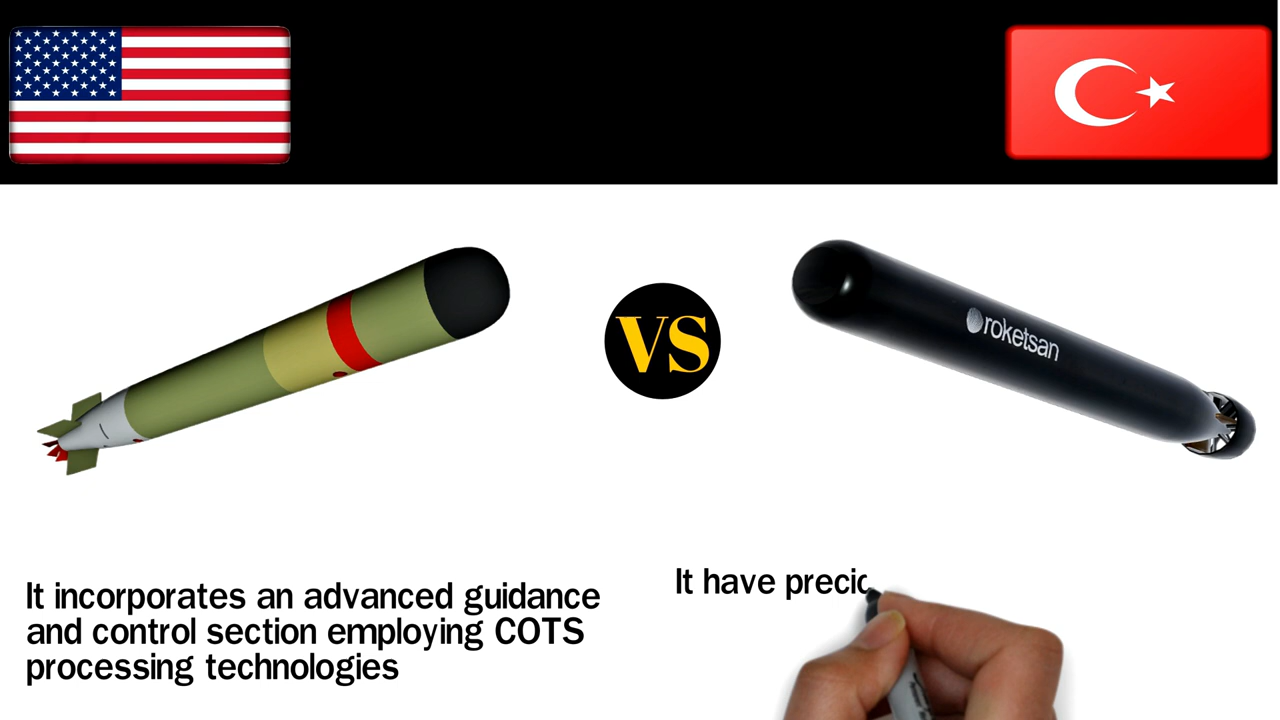 VS
roketsan
It incorporates an advanced guidance
and control section employing COTS
processing technologies
It have precic